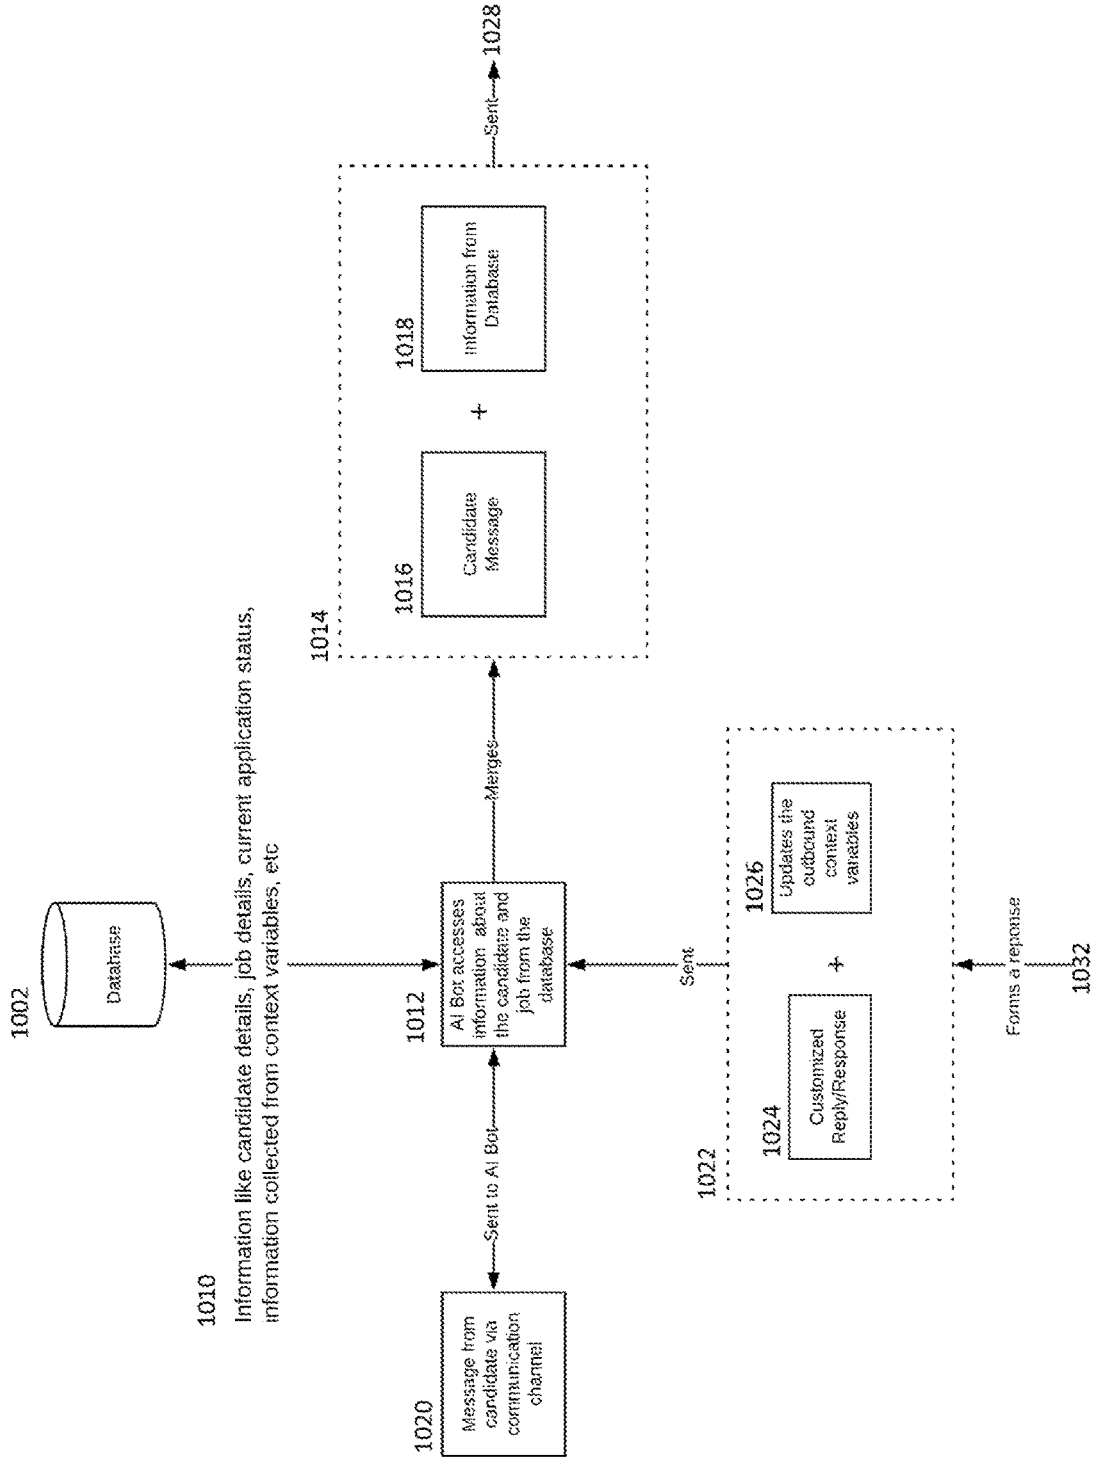 1002
Database
1010
Information like candidate details, job details, current application status,
information collected from context variables, etc
1020
Message from
candidate via
communication
channel
Sent to AI Bot
1012
AI Bot accesses
information about
the candidate and
job from the
database
Merges
1014
1016
Candidate
Message
+
1018
Information from
Database
Sent
1028
Sent
1022
1024
Customized
Reply/Response
+
1026
Updates the
outbound
context
variables
Forms a reponse
1032